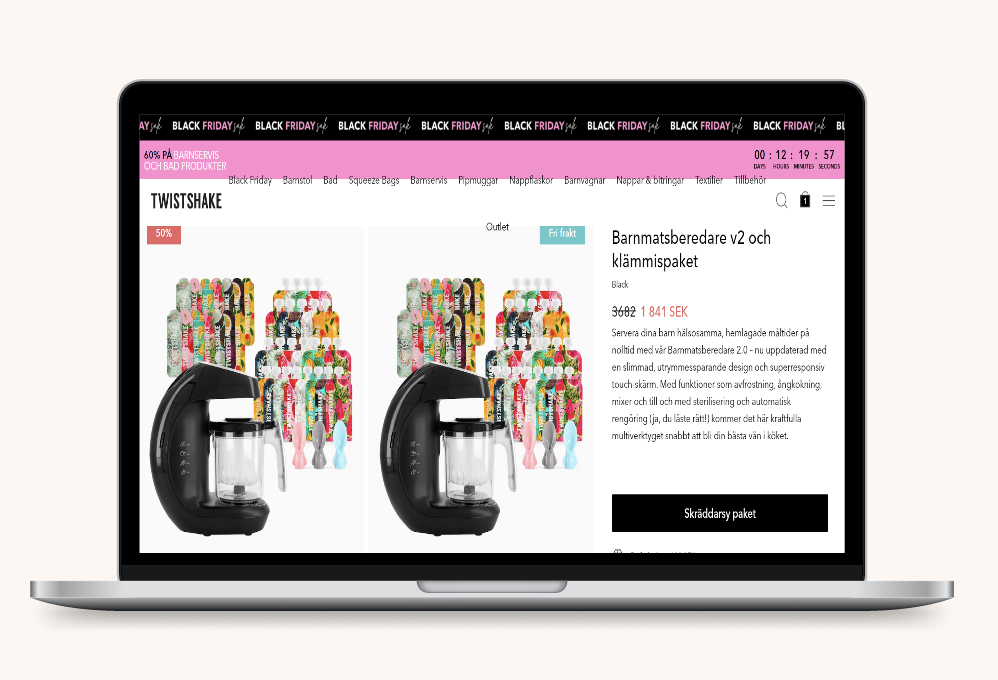 AY sale BLACK FRIDAY sale BLACK FRIDAY sale BLACK FRIDAY sale BLACK FRIDAY sale BLACK FRIDAY sale BLACK FRIDAY sale BLACK FRIDAY sale BLACK FRIDAY sale BL
60% PÅ BARNSERVIS
OCH BAD PRODUKTER
00 : 12 : 19 : 57
DAYS HOURS MINUTES SECONDS
Black Friday Barnstol Bad Squeeze Bags Barnservis Pipmuggar Nappflaskor Barnvagnar Nappar & bitringar Textilier Tillbehör
TWISTSHAKE
1
Outlet
50%
Fri frakt
Barnmatsberedare v2 och
klämmispaket
Black
3682 1 841 SEK
Servera dina barn hälsosamma, hemlagade måltider på
nolltid med vår Barnmatsberedare 2.0 - nu uppdaterad med
en slimmad, utrymmessparande design och superresponsiv
touch-skärm. Med funktioner som avfrostning, ångkokning,
mixer och till och med sterilisering och automatisk
rengöring (ja, du läste rätt!) kommer det här kraftfulla
multiverktyget snabbt att bli din bästa vän i köket.
Skräddarsy paket